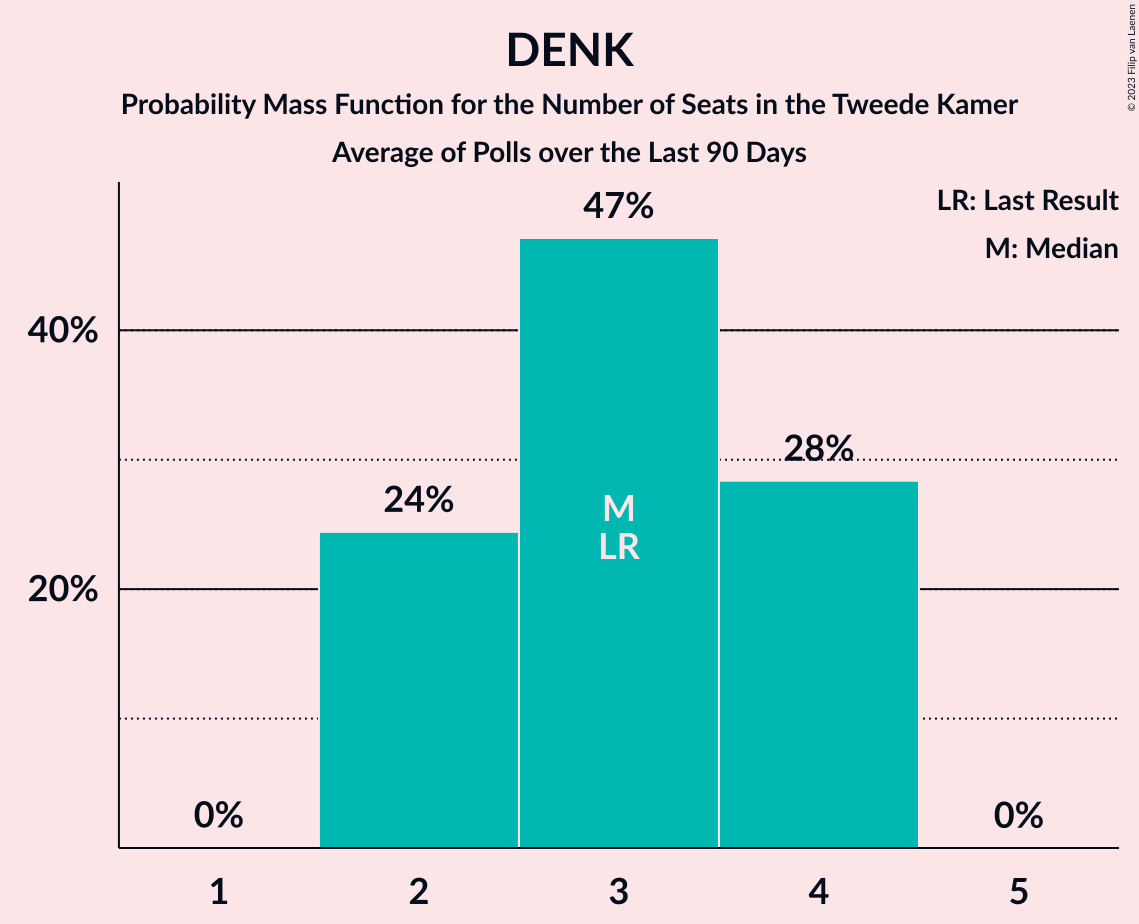 DENK
Probability Mass Function for the Number of Seats in the Tweede Kamer
Average of Polls over the Last 90 Days
© 2023 Filip van Laenen
LR: Last Result
M: Median
47%
40%
28%
24%
M
LR
20%
0%
0%
1 2 3 4 5